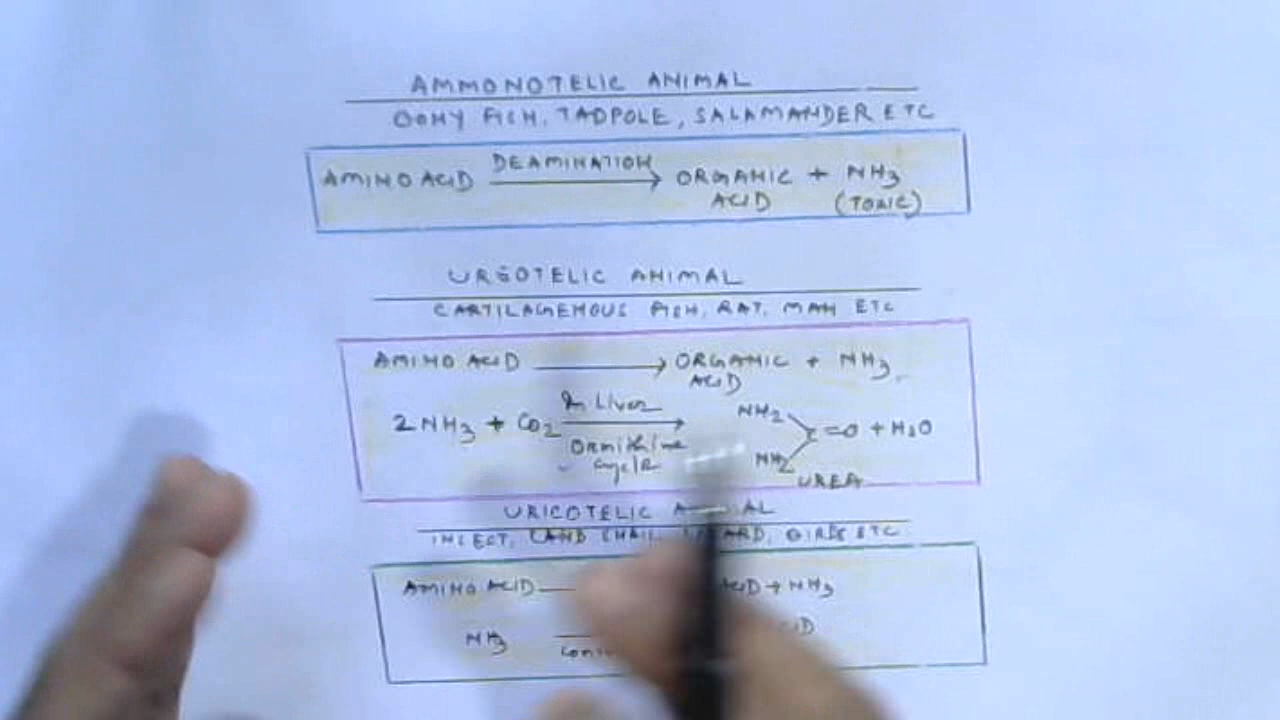 AMMONOTELIC ANIMAL
BONY FISH, TADPOLE, SALAMANDER ETC
AMINO ACID DEAMINATION ORGANIC ACID + NH3 (TOXIC)
UREOTELIC ANIMAL
CARTILAGENOUS FISH, RAT, MAN ETC
AMINO ACID → ORGANIC ACID + NH3
2NH3 + CO2 In Liver Ornithine cycle → NH2 NH2 C=O + H2O
UREA
URICOTELIC
INSECT, LAND SNAIL, BIRDS ETC
AMINO ACID + NH3
NH3